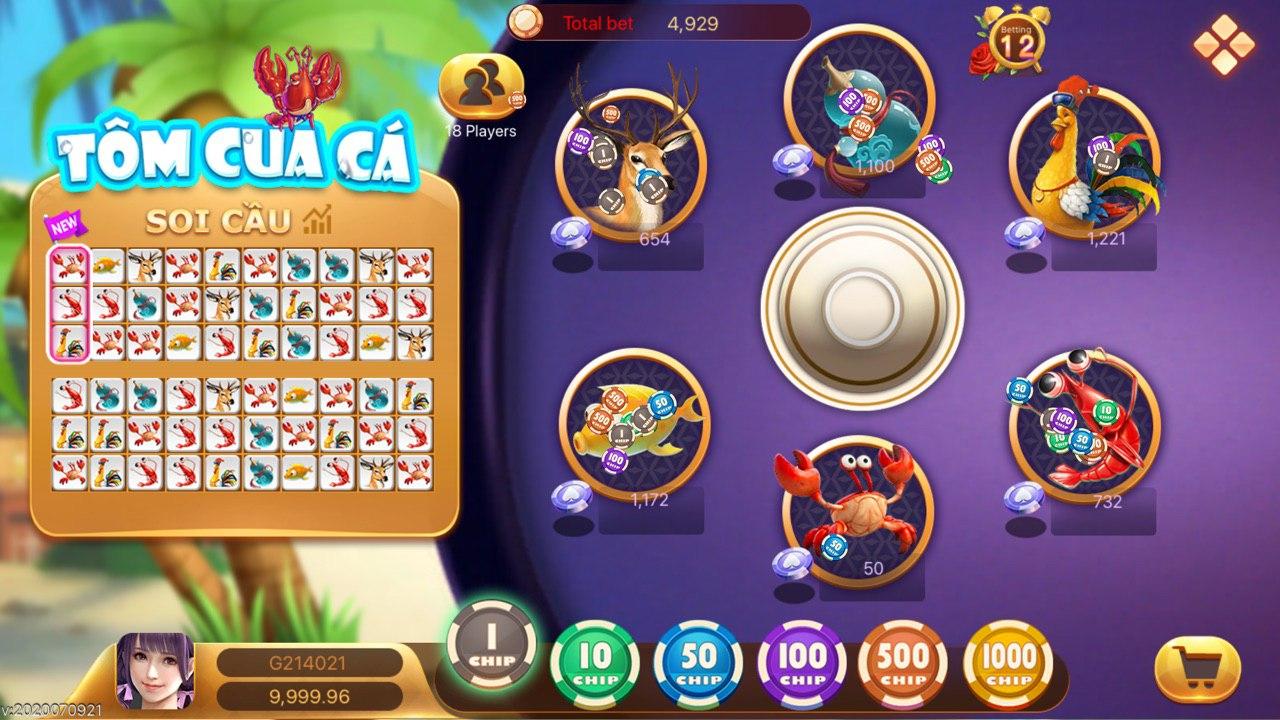 Total bet 4,929
Betting
12
18 Players
TÔM CUA CÁ
NEW
SOI CẦU
654
1,100
1,221
1,172
50
732
G214021
9,999.96
1 CHIP
10 CHIP
50 CHIP
100 CHIP
500 CHIP
1000 CHIP
v:2020070921